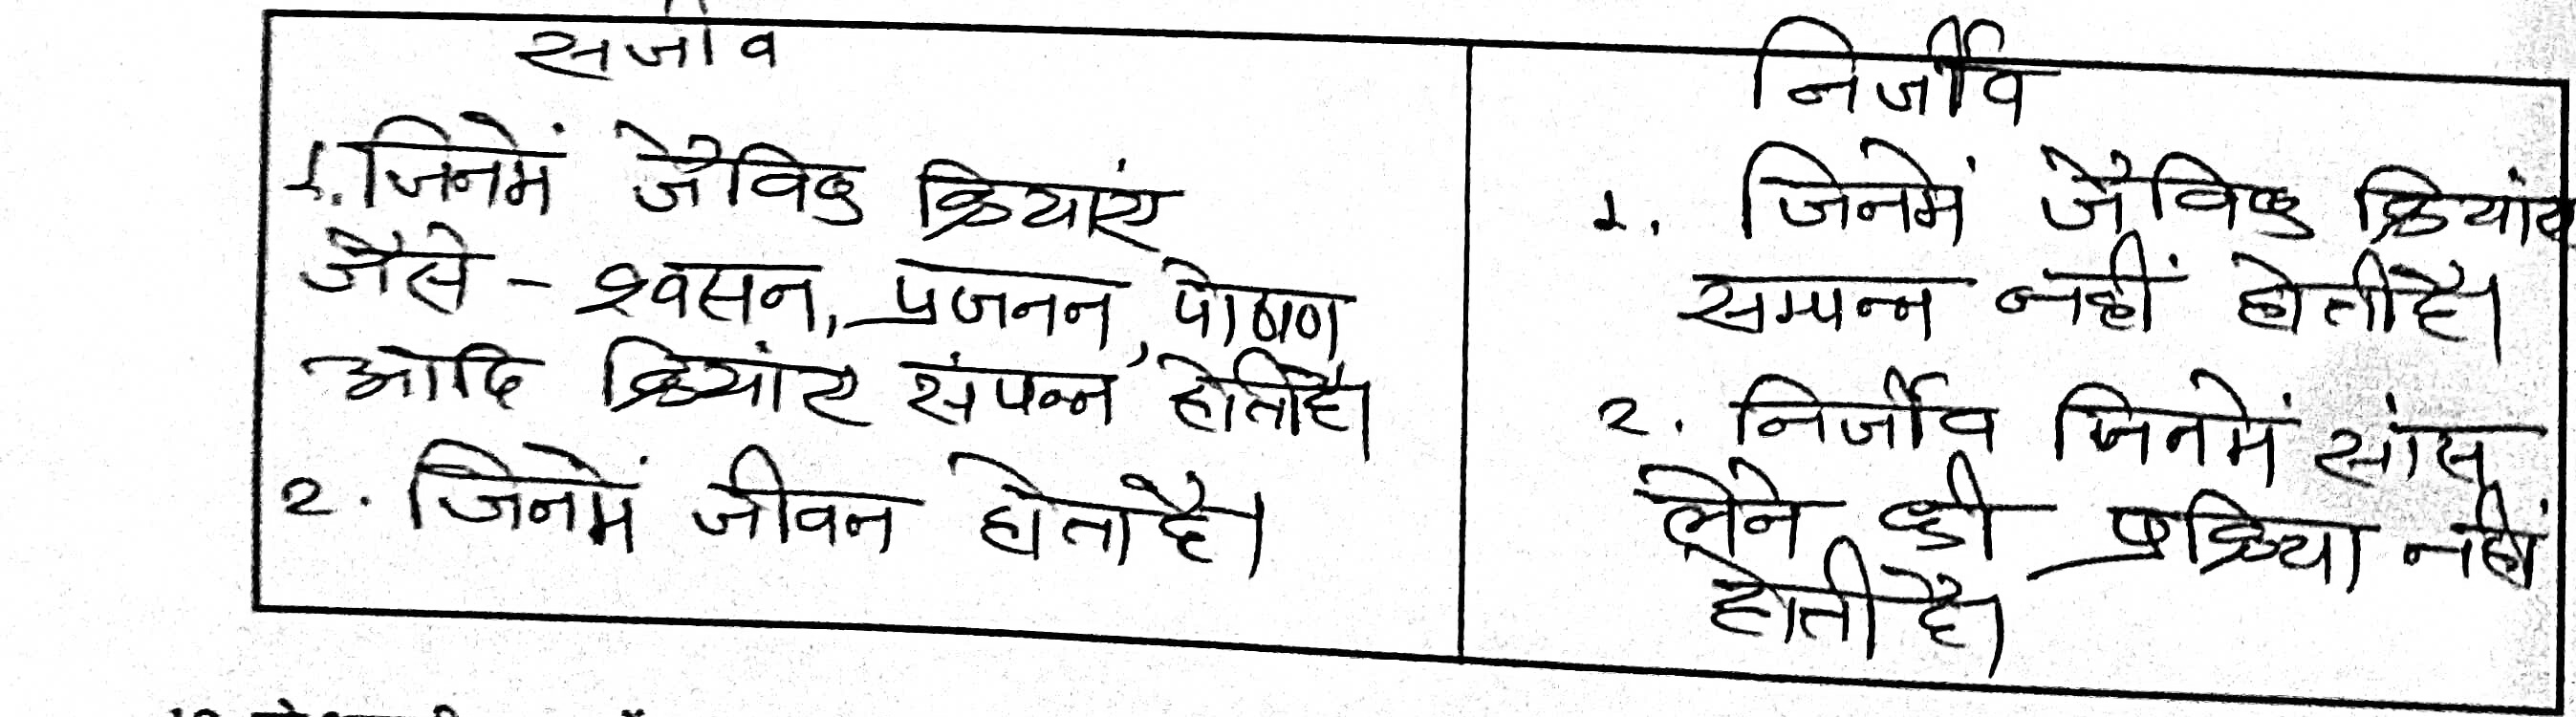 सजीव
1. जिनमें जैविक क्रियांए
जैसे - श्वसन, प्रजनन, पोषण
आदि क्रियांए संपन्न होती है।
2. जिनमें जीवन होता है।
निर्जीव
1. जिनमें जैविक क्रियांए
सम्पन्न नहीं होती है।
2. निर्जीव जिनमें सांस
लेने की प्रक्रिया नहीं
होती है।